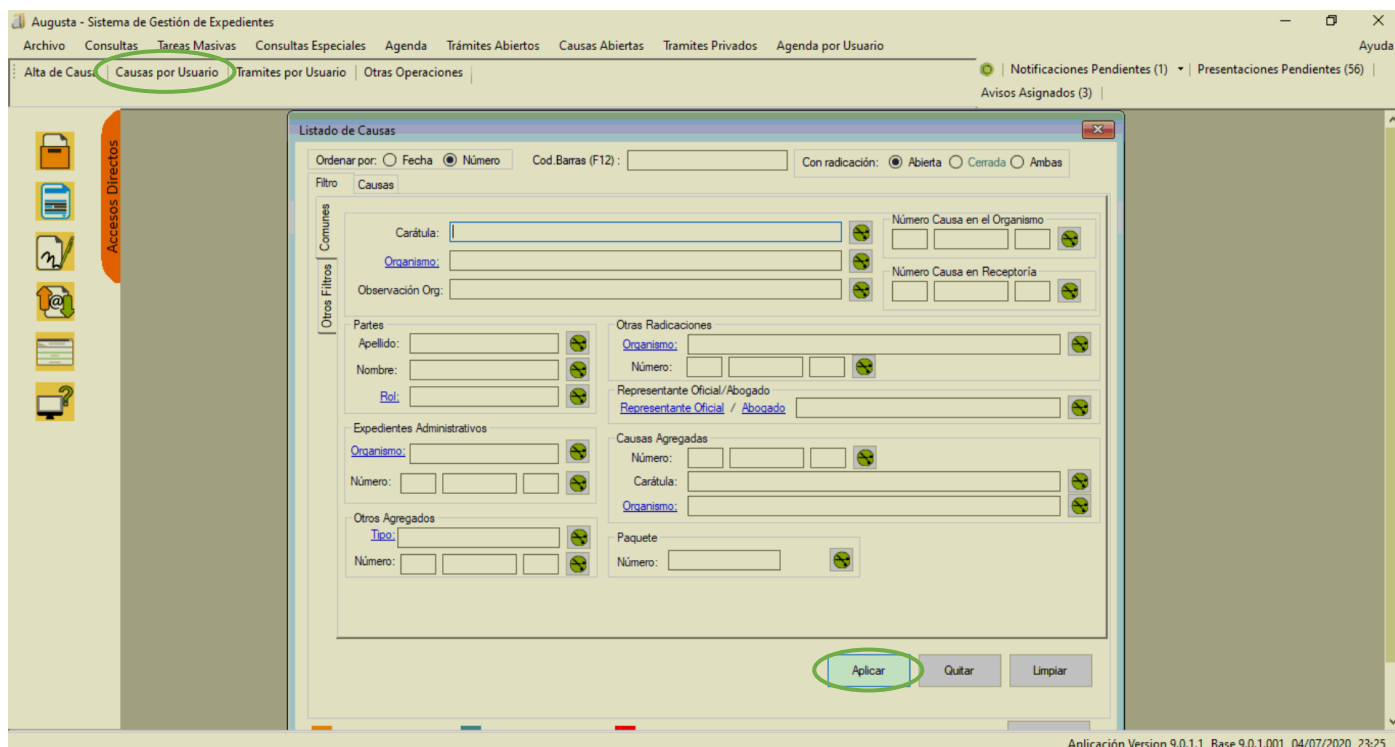 Augusta - Sistema de Gestión de Expedientes
Archivo Consultas Tareas Masivas Consultas Especiales Agenda Trámites Abiertos Causas Abiertas Tramites Privados Agenda por Usuario Ayuda
Alta de Caus Causas por Usuario Tramites por Usuario Otras Operaciones
Notificaciones Pendientes (1) Presentaciones Pendientes (56)
Avisos Asignados (3)
Accesos Directos
Listado de Causas
Ordenar por: Fecha Número Cod.Barras (F12) : Con radicación: Abierta Cerrada Ambas
Filtro Causas
Comunes
Otros Filtros
Carátula:
Organismo:
Observación Org:
Número Causa en el Organismo
Número Causa en Receptoría
Partes
Apellido:
Nombre:
Rol:
Otras Radicaciones
Organismo:
Número:
Representante Oficial/Abogado
Representante Oficial / Abogado
Expedientes Administrativos
Organismo:
Número:
Causas Agregadas
Número:
Carátula:
Organismo:
Otros Agregados
Tipo:
Número:
Paquete
Número:
Aplicar Quitar Limpiar
Aplicación Version 9.0.1.1 Base 9.0.1.001 04/07/2020 23:25